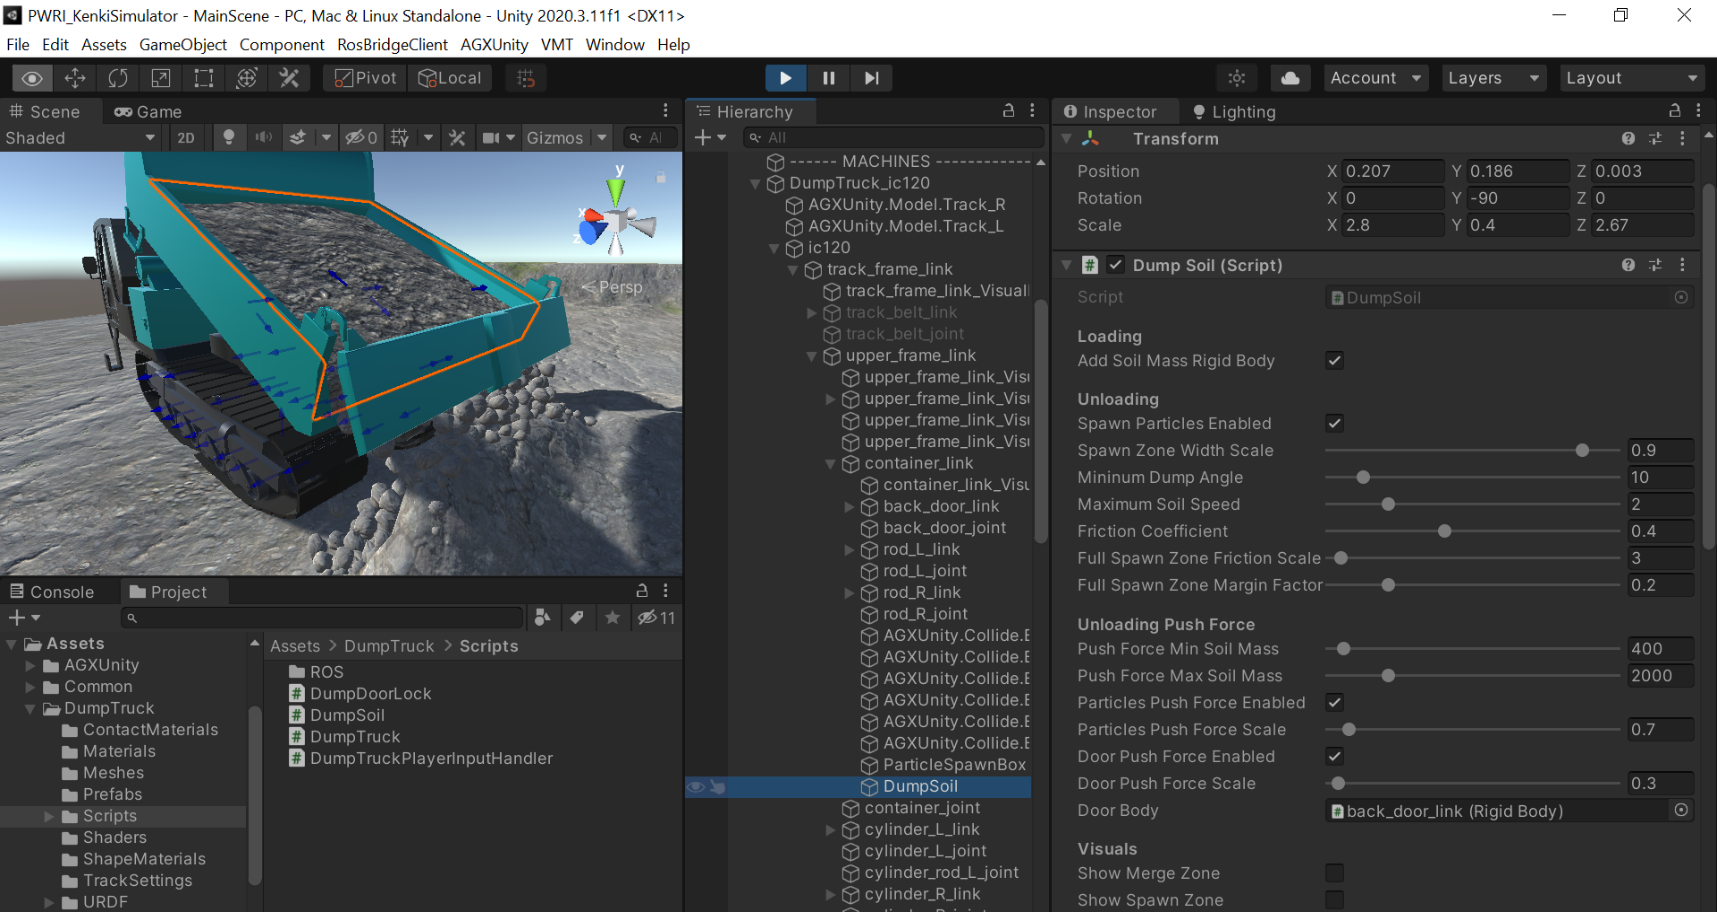 PWRI_KenkiSimulator - MainScene - PC, Mac & Linux Standalone - Unity 2020.3.11f1 <DX11>
File Edit Assets GameObject Component RosBridgeClient AGXUnity VMT Window Help
Pivot Local Account Layers Layout
Scene Game
Shaded 2D 0 Gizmos Al
y
x
z
Persp
Hierarchy
All
------ MACHINES ------------
DumpTruck_ic120
AGXUnity.Model.Track_R
AGXUnity.Model.Track_L
ic120
track_frame_link
track_frame_link_Visual
track_belt_link
track_belt_joint
upper_frame_link
upper_frame_link_Visu
upper_frame_link_Visu
upper_frame_link_Visu
upper_frame_link_Visu
container_link
container_link_Visu
back_door_link
back_door_joint
rod_L_link
rod_L_joint
rod_R_link
rod_R_joint
AGXUnity.Collide.B
AGXUnity.Collide.B
AGXUnity.Collide.B
AGXUnity.Collide.B
AGXUnity.Collide.B
AGXUnity.Collide.B
ParticleSpawnBox
DumpSoil
container_joint
cylinder_L_link
cylinder_L_joint
cylinder_rod_L_joint
cylinder_R_link
Inspector Lighting
Transform
Position X 0.207 Y 0.186 Z 0.003
Rotation X 0 Y -90 Z 0
Scale X 2.8 Y 0.4 Z 2.67
# Dump Soil (Script)
Script # DumpSoil
Loading
Add Soil Mass Rigid Body
Unloading
Spawn Particles Enabled
Spawn Zone Width Scale 0.9
Mininum Dump Angle 10
Maximum Soil Speed 2
Friction Coefficient 0.4
Full Spawn Zone Friction Scale 3
Full Spawn Zone Margin Factor 0.2
Unloading Push Force
Push Force Min Soil Mass 400
Push Force Max Soil Mass 2000
Particles Push Force Enabled
Particles Push Force Scale 0.7
Door Push Force Enabled
Door Push Force Scale 0.3
Door Body # back_door_link (Rigid Body)
Visuals
Show Merge Zone
Show Spawn Zone
Console Project
11
Assets
AGXUnity
Common
DumpTruck
ContactMaterials
Materials
Meshes
Prefabs
Scripts
Shaders
ShapeMaterials
TrackSettings
URDF
Assets > DumpTruck > Scripts
ROS
# DumpDoorLock
# DumpSoil
# DumpTruck
# DumpTruckPlayerInputHandler